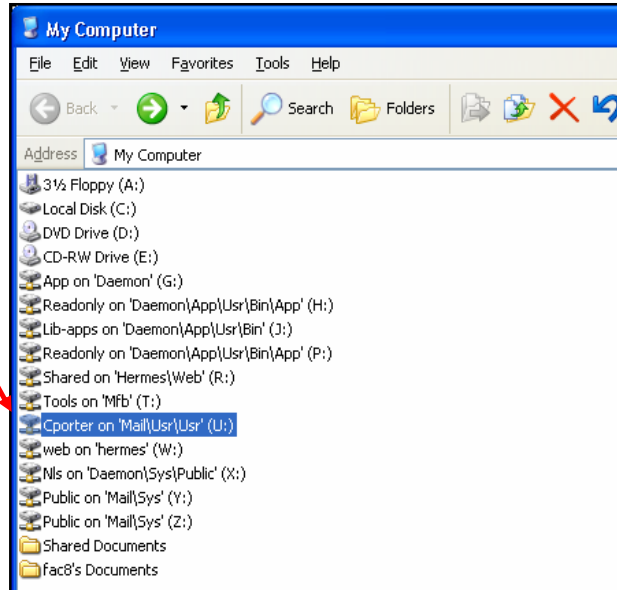 My Computer
File Edit View Favorites Tools Help
Back Search Folders
Address My Computer
3½ Floppy (A:)
Local Disk (C:)
DVD Drive (D:)
CD-RW Drive (E:)
App on 'Daemon' (G:)
Readonly on 'Daemon\App\Usr\Bin\App' (H:)
Lib-apps on 'Daemon\App\Usr\Bin' (J:)
Readonly on 'Daemon\App\Usr\Bin\App' (P:)
Shared on 'Hermes\Web' (R:)
Tools on 'Mfb' (T:)
Cporter on 'Mail\Usr\Usr' (U:)
web on 'hermes' (W:)
Nls on 'Daemon\Sys\Public' (X:)
Public on 'Mail\Sys' (Y:)
Public on 'Mail\Sys' (Z:)
Shared Documents
fac8's Documents